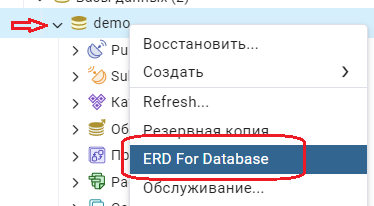 Базы данных (2)
demo
Pu
Su
Ка
Об
Пр
Ра
Восстановить...
Создать
Refresh...
Резервная копия
ERD For Database
Обслуживание...